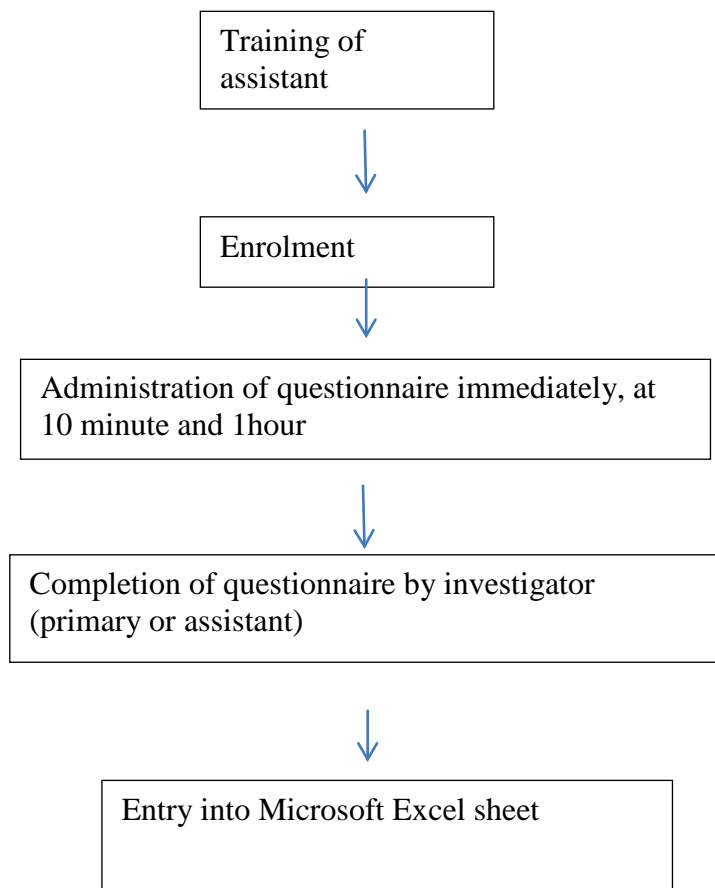 Training of
assistant
Enrolment
Administration of questionnaire immediately, at
10 minute and 1hour
Completion of questionnaire by investigator
(primary or assistant)
Entry into Microsoft Excel sheet